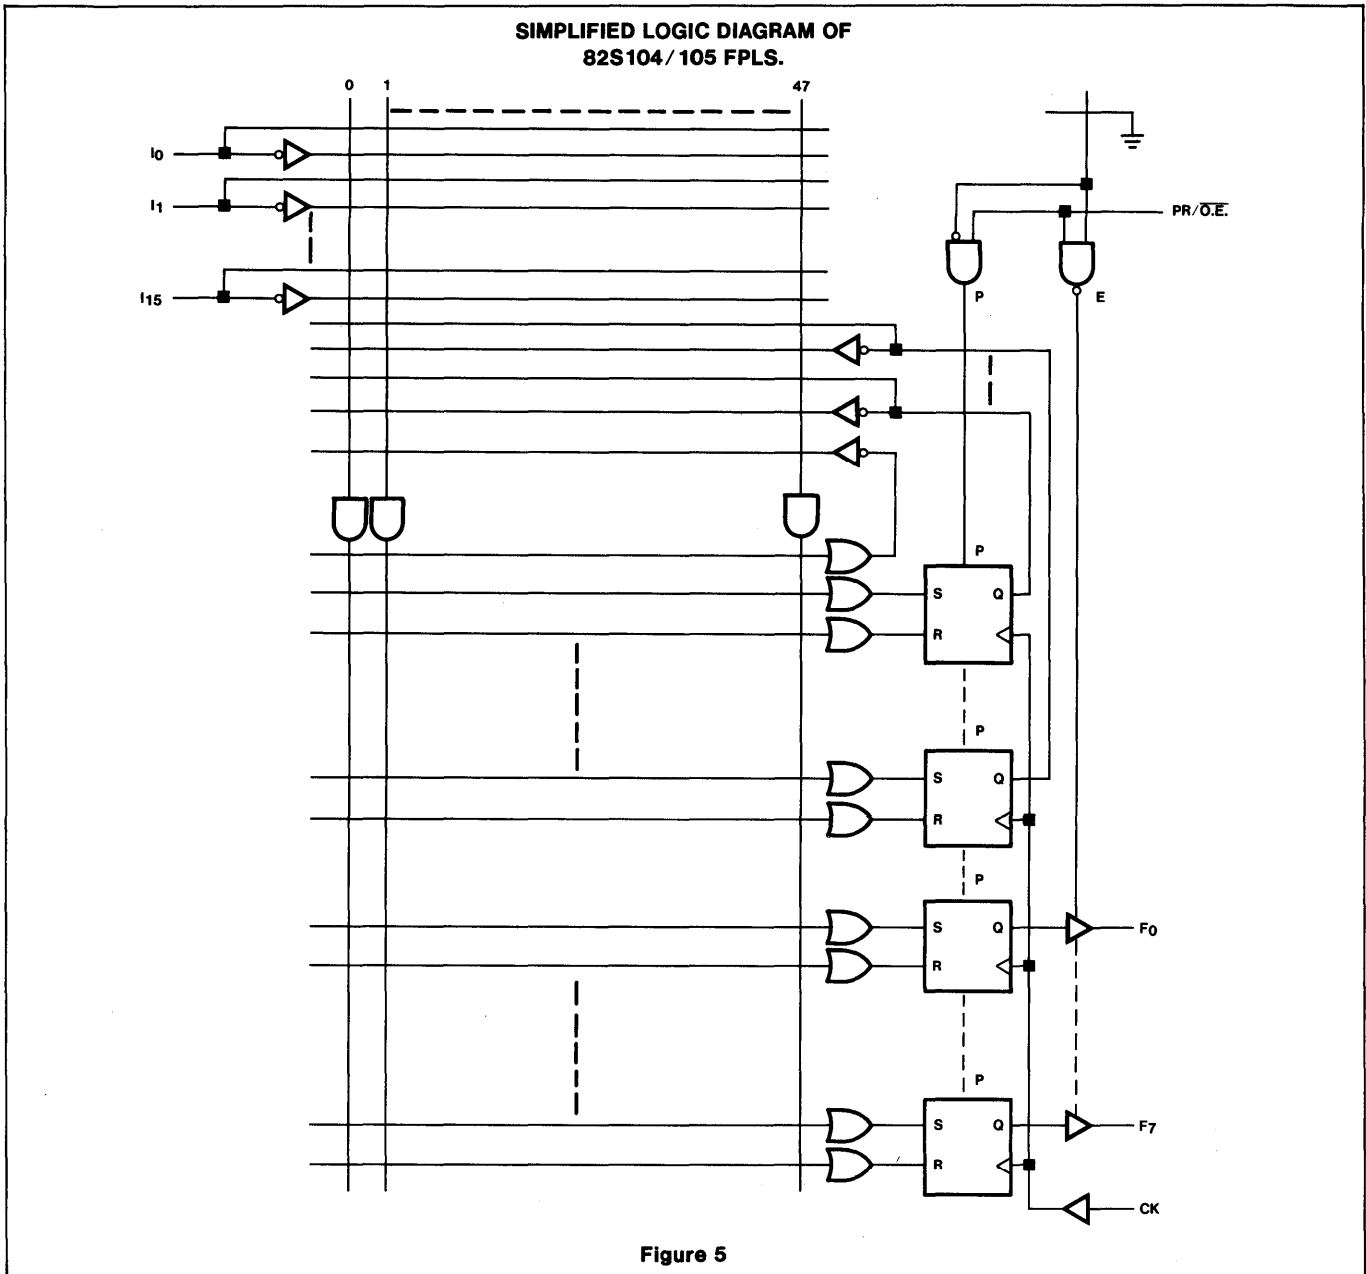 SIMPLIFIED LOGIC DIAGRAM OF
82S104/105 FPLS.
0 1 47
I0
I1
PR/O.E.
I15
P E
P
S Q
R
P
S Q
R
P
S Q F0
R
P
S Q F7
R
CK
Figure 5